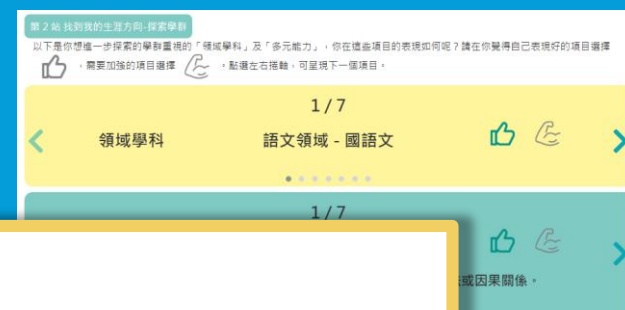 第 2 站 找到我的生涯方向-探索學群
以下是你想進一步探索的學群重視的「領域學科」及「多元能力」，你在這些項目的表現如何呢？請在你覺得自己表現好的項目選擇
，需要加強的項目選擇 ，點選左右捲軸，可呈現下一個項目。
1 / 7
領域學科 語文領域 - 國語文
1 / 7
或因果關係。